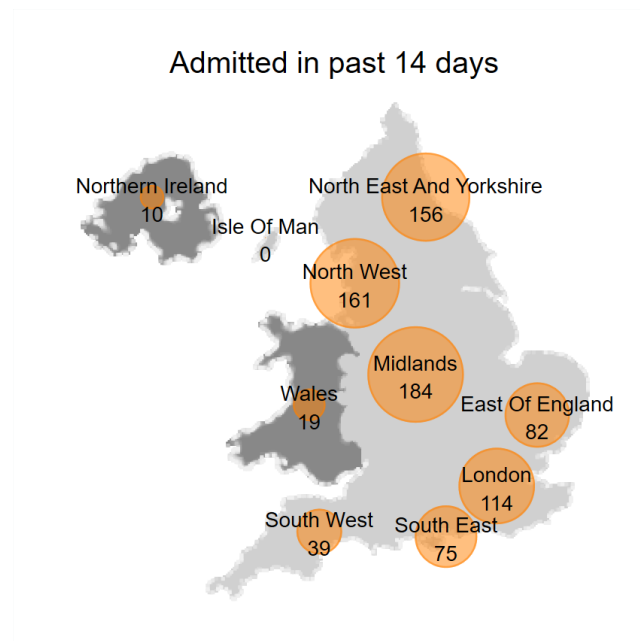 Admitted in past 14 days
Northern Ireland
10
North East And Yorkshire
156
Isle Of Man
0
North West
161
Midlands
184
Wales
19
East Of England
82
London
114
South West
39
South East
75